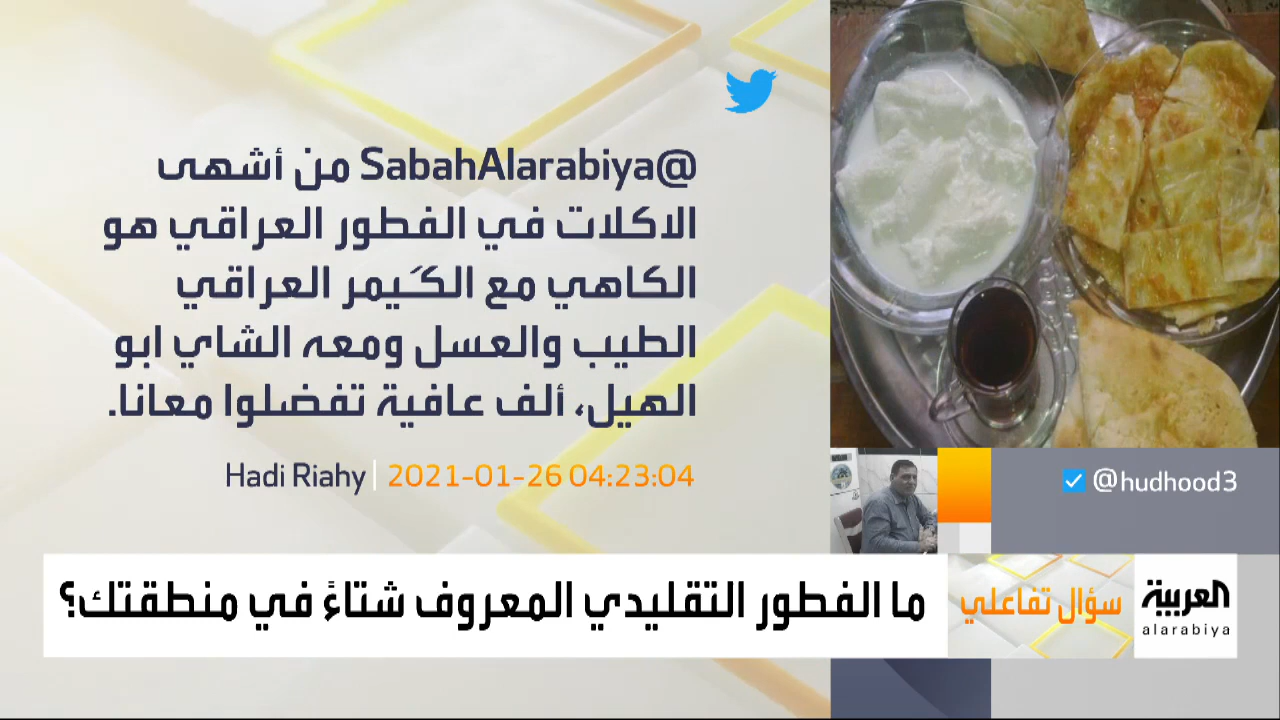 @SabahAlarabiya من أشهى
الاكلات في الفطور العراقي هو
الكاهي مع الگـَيمر العراقي
الطيب والعسل ومعه الشاي ابو
الهيل، ألف عافية تفضلوا معانا.
Hadi Riahy | 2021-01-26 04:23:04
@hudhood3
ما الفطور التقليدي المعروف شتاءً في منطقتك؟
سؤال تفاعلي
العربية
alarabiya